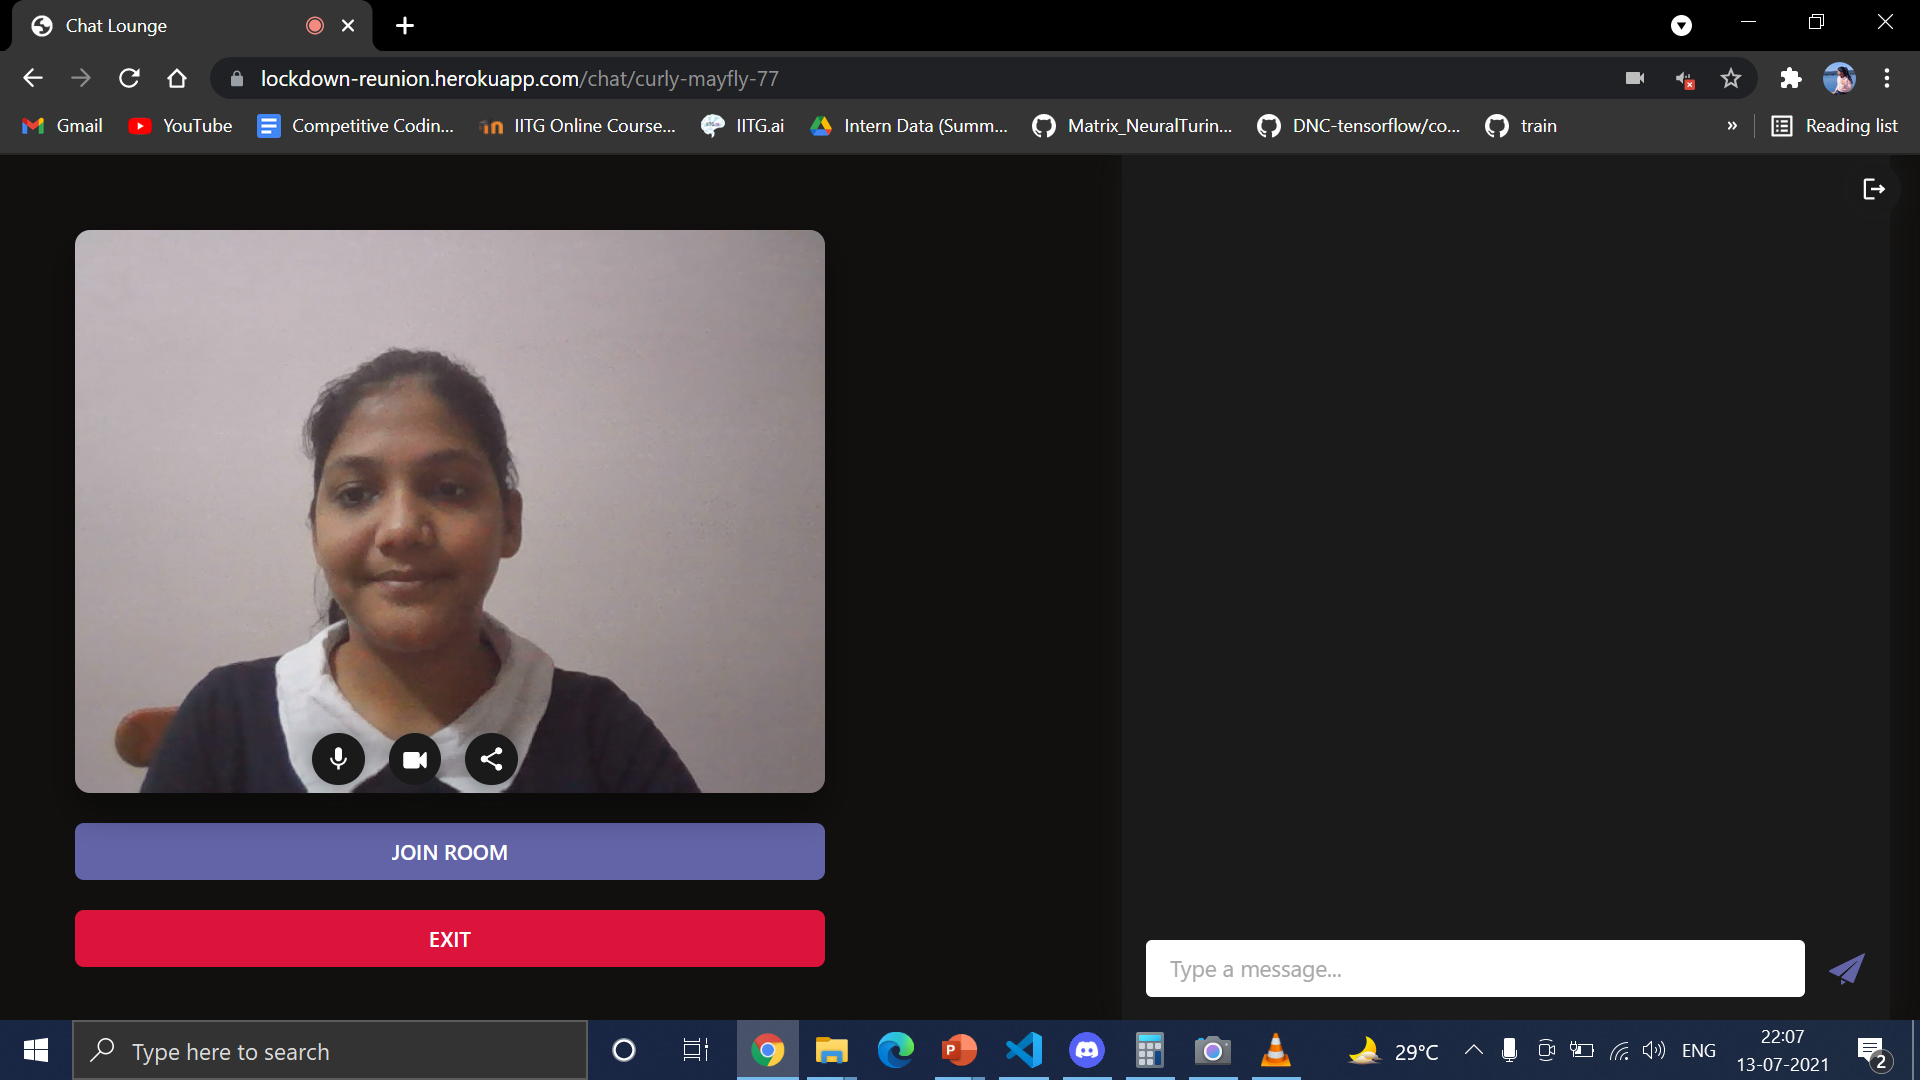 Chat Lounge
lockdown-reunion.herokuapp.com/chat/curly-mayfly-77
Gmail
YouTube
Competitive Codin...
IITG Online Course...
IITG.ai
Intern Data (Summ...
Matrix_NeuralTurin...
DNC-tensorflow/co...
train
»
Reading list
JOIN ROOM
EXIT
Type a message...
Type here to search
29°C
ENG
22:07
13-07-2021
2